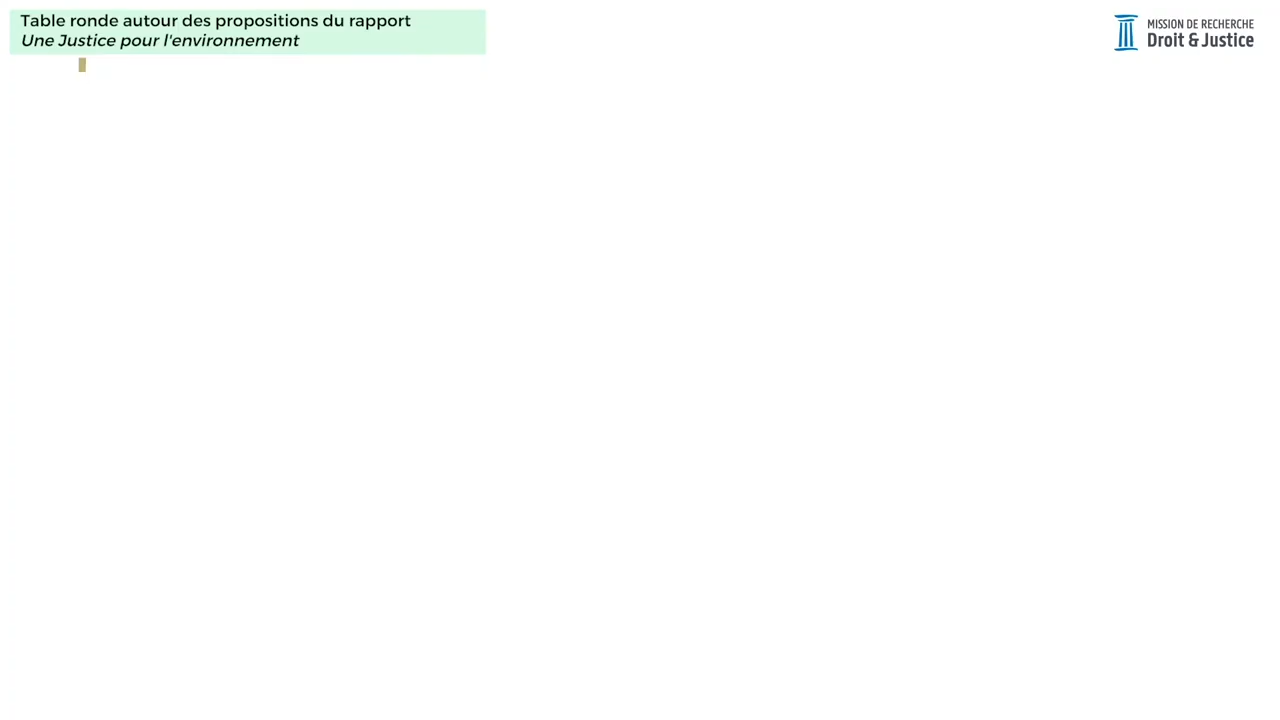 Table ronde autour des propositions du rapport
Une Justice pour l'environnement
MISSION DE RECHERCHE
Droit & Justice